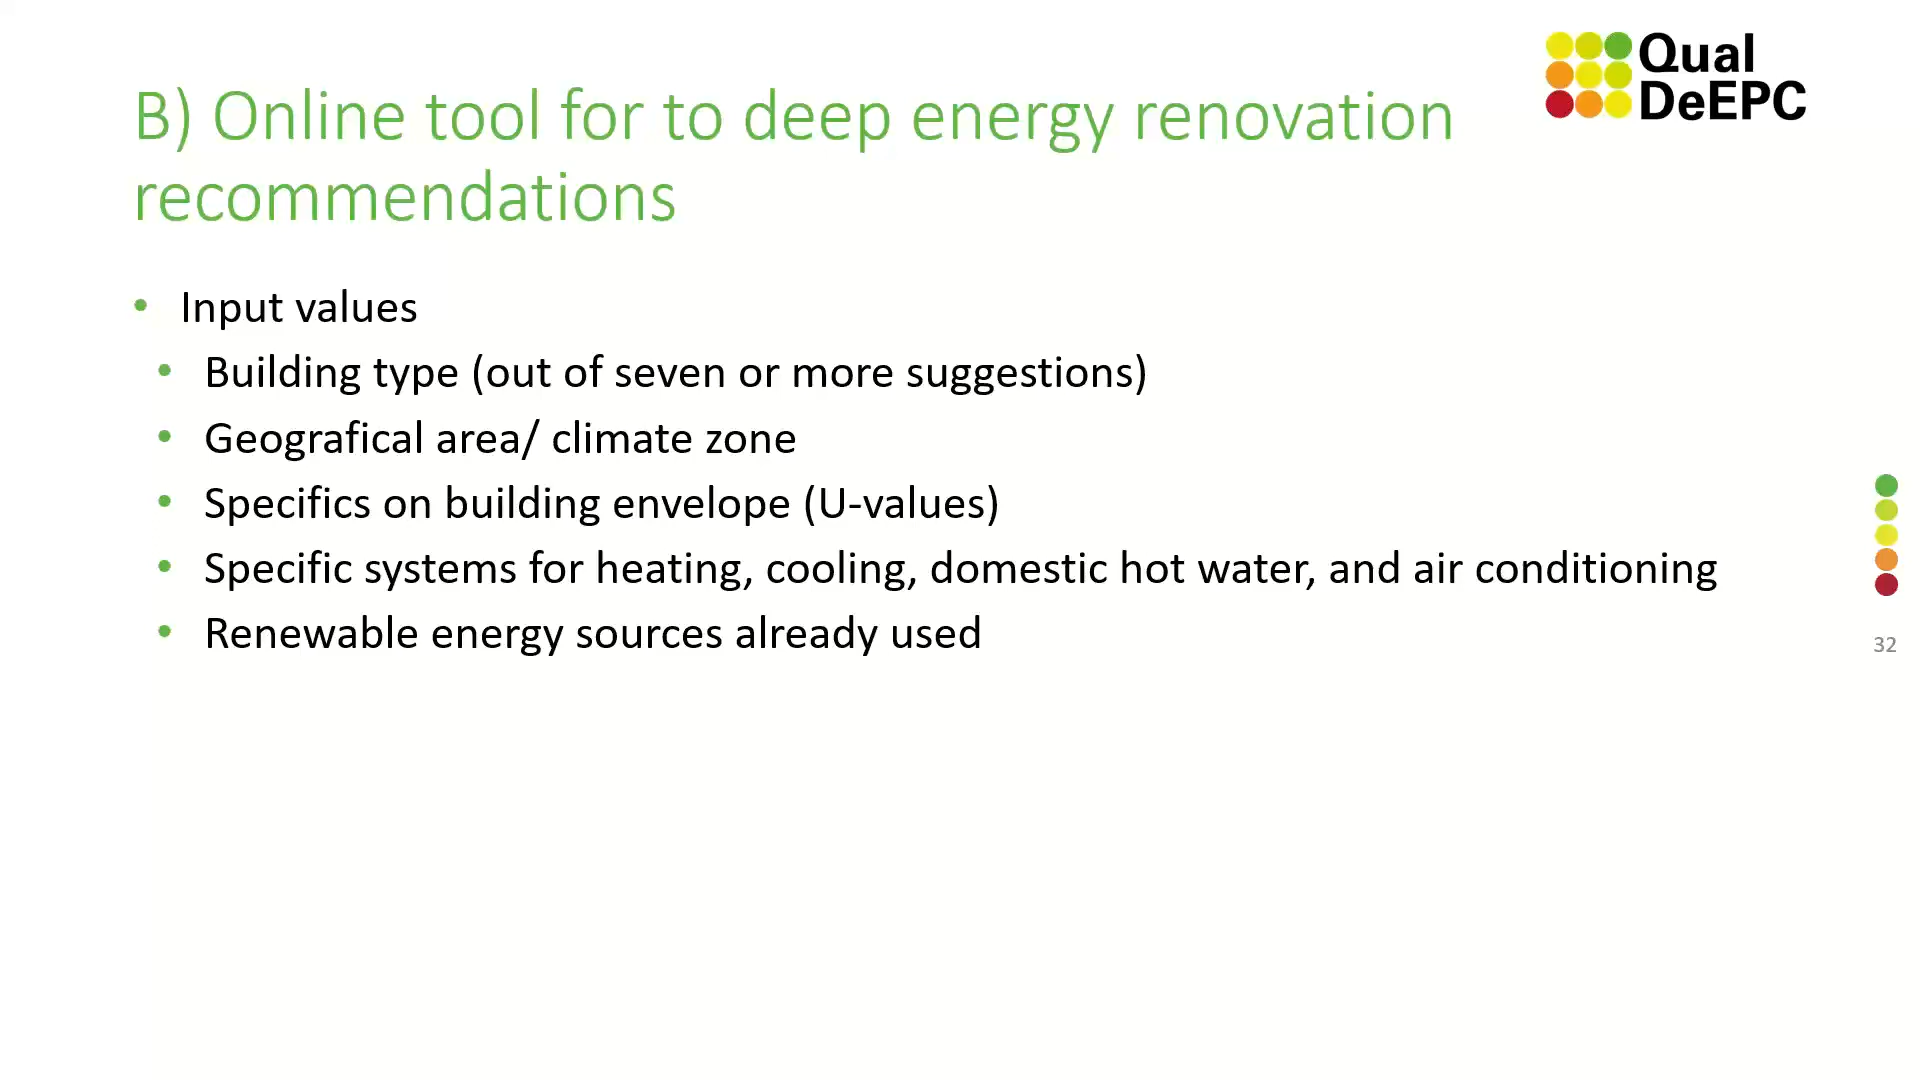 Qual
DeEPC
B) Online tool for to deep energy renovation
recommendations
• Input values
• Building type (out of seven or more suggestions)
• Geografical area/ climate zone
• Specifics on building envelope (U-values)
• Specific systems for heating, cooling, domestic hot water, and air conditioning
• Renewable energy sources already used
32